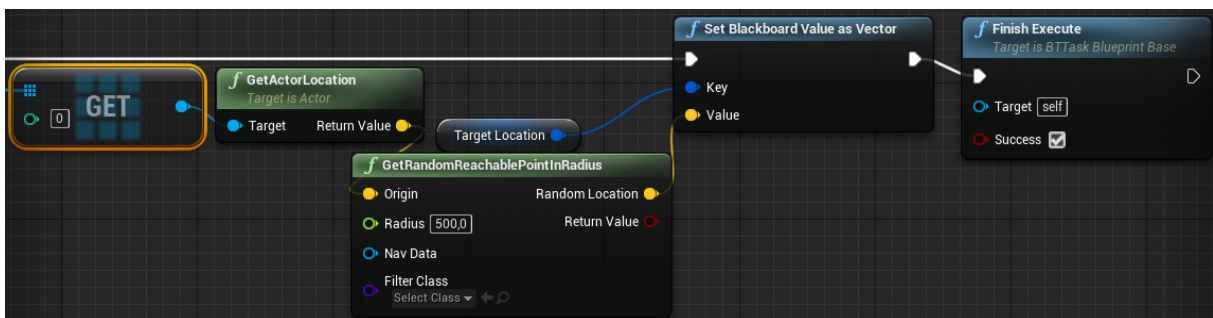 GET
0
f GetActorLocation
Target is Actor
Target
Return Value
Target Location
f GetRandomReachablePointInRadius
Origin
Random Location
Radius 500,0
Return Value
Nav Data
Filter Class
Select Class
f Set Blackboard Value as Vector
Key
Value
f Finish Execute
Target is BTTask Blueprint Base
Target self
Success